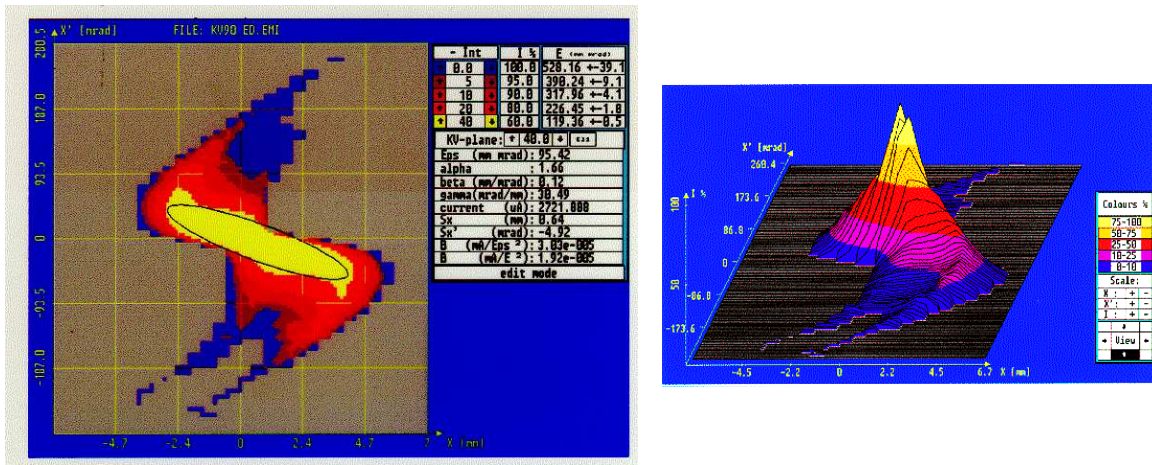 X' [mrad] FILE: KV90 ED.EMI
200.5
107.0
93.5
0
-93.5
-107.0
-4.7 -2.4 0 2.4 4.7 7 X [mm]
- Int I % E (mm mrad)
0.0 100.0 520.16 +-39.1
5 95.0 390.24 +-9.1
10 90.0 317.96 +-4.1
20 80.0 226.45 +-1.8
40 60.0 119.36 +-0.5
KV-plane: 40.0
Eps (mm mrad): 95.42
alpha : 1.66
beta (mm/mrad): 0.12
gamma(mrad/mm): 30.49
current (uA): 2721.000
Sx (mm): 0.64
Sx' (mrad): -4.92
B (mA/Eps ²): 3.03e-005
B (mA/E ²): 1.92e-005
edit mode
X' [mrad]
260.4
173.6
86.8
0
-86.8
-173.6
I %
100
50
-4.5 -2.2 0 2.2 4.5 6.7 X [mm]
Colours %
75-100
50-75
25-50
10-25
0-10
Scale:
X : + -
X': + -
I : + -
View